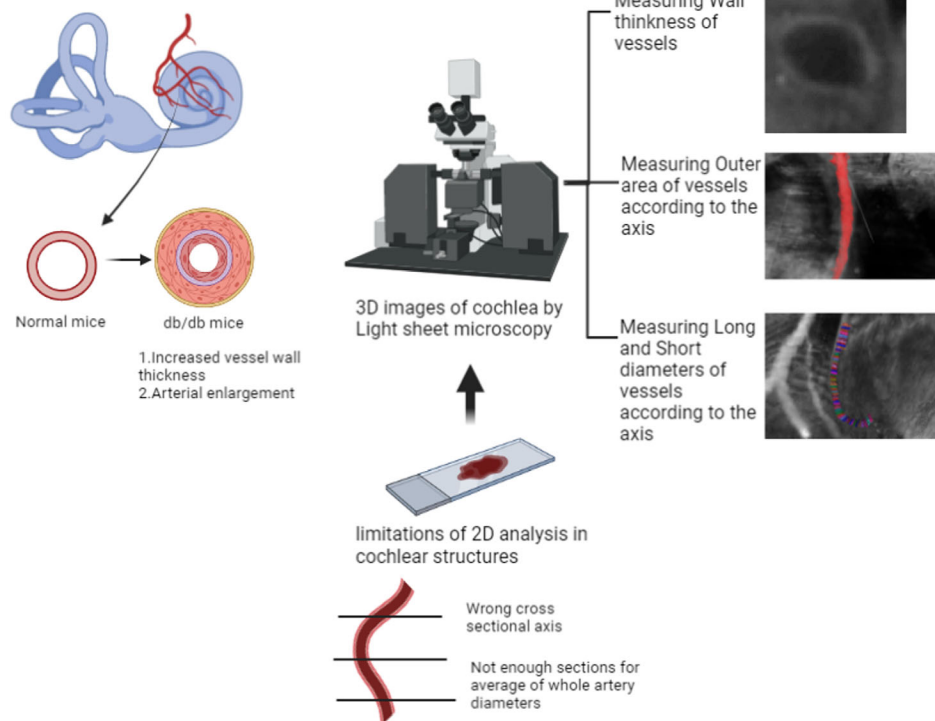 Measuring Wall
thinkness of
vessels
Measuring Outer
area of vessels
according to the
axis
3D images of cochlea by
Light sheet microscopy
Normal mice
db/db mice
1.Increased vessel wall
thickness
2.Arterial enlargement
Measuring Long
and Short
diameters of
vessels
according to the
axis
limitations of 2D analysis in
cochlear structures
Wrong cross
sectional axis
Not enough sections for
average of whole artery
diameters